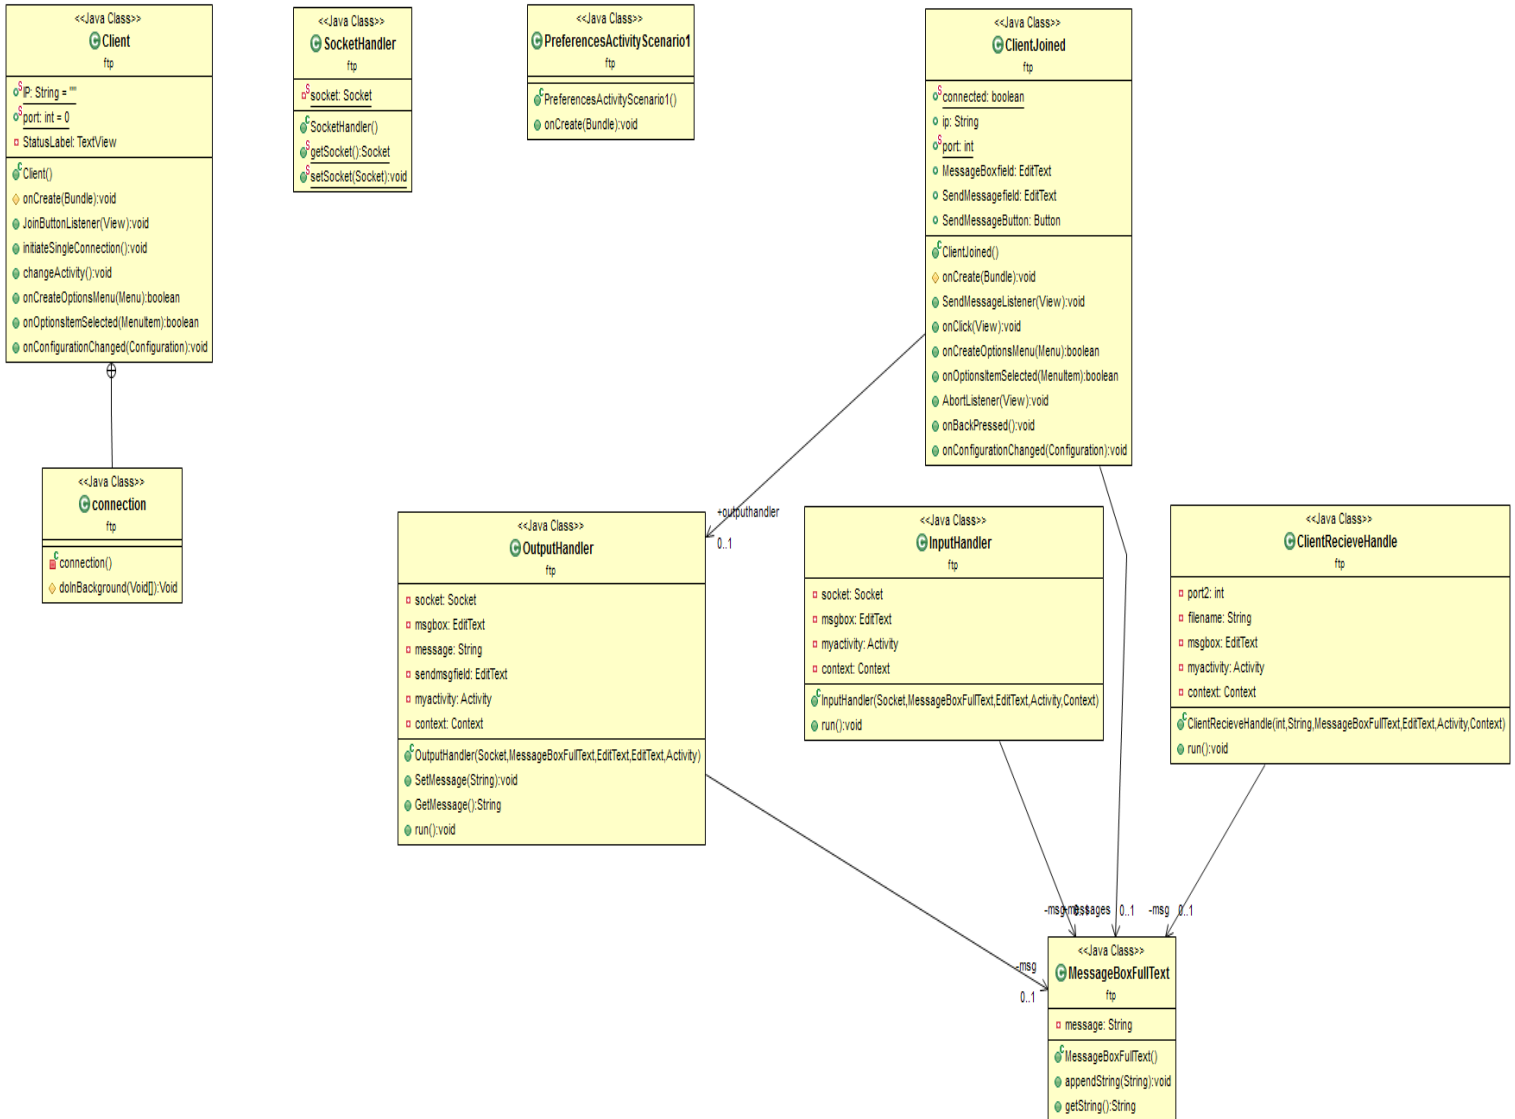 <<Java Class>>
Client
ftp
IP: String = ""
port: int = 0
StatusLabel: TextView
Client()
onCreate(Bundle):void
JoinButtonListener(View):void
initiateSingleConnection():void
changeActivity():void
onCreateOptionsMenu(Menu):boolean
onOptionsItemSelected(MenuItem):boolean
onConfigurationChanged(Configuration):void
<<Java Class>>
SocketHandler
ftp
socket: Socket
SocketHandler()
getSocket():Socket
setSocket(Socket):void
<<Java Class>>
PreferencesActivityScenario1
ftp
PreferencesActivityScenario1()
onCreate(Bundle):void
<<Java Class>>
ClientJoined
ftp
connected: boolean
ip: String
port: int
MessageBoxfield: EditText
SendMessagefield: EditText
SendMessageButton: Button
ClientJoined()
onCreate(Bundle):void
SendMessageListener(View):void
onClick(View):void
onCreateOptionsMenu(Menu):boolean
onOptionsItemSelected(MenuItem):boolean
AbortListener(View):void
onBackPressed():void
onConfigurationChanged(Configuration):void
<<Java Class>>
connection
ftp
connection()
doInBackground(Void[]):Void
+outputhandler
0..1
<<Java Class>>
OutputHandler
ftp
socket: Socket
msgbox: EditText
message: String
sendmsgfield: EditText
myactivity: Activity
context: Context
OutputHandler(Socket,MessageBoxFullText,EditText,EditText,Activity)
SetMessage(String):void
GetMessage():String
run():void
<<Java Class>>
InputHandler
ftp
socket: Socket
msgbox: EditText
myactivity: Activity
context: Context
InputHandler(Socket,MessageBoxFullText,EditText,Activity,Context)
run():void
<<Java Class>>
ClientRecieveHandle
ftp
port2: int
filename: String
msgbox: EditText
myactivity: Activity
context: Context
ClientRecieveHandle(int,String,MessageBoxFullText,EditText,Activity,Context)
run():void
-msg
0..1
-messages
0..1
-msg
0..1
-msg
0..1
<<Java Class>>
MessageBoxFullText
ftp
message: String
MessageBoxFullText()
appendString(String):void
getString():String